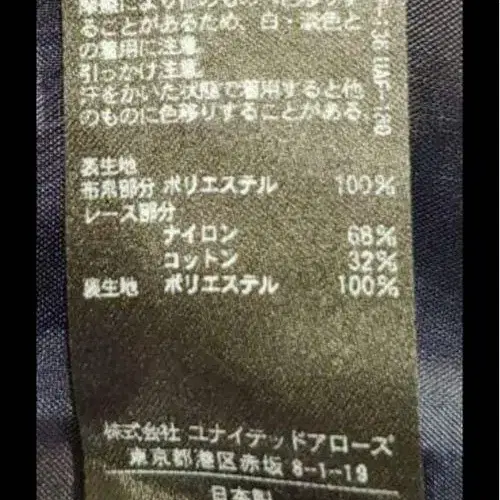 ることがあるため、白・淡色と
の着用に注意
引っかけ注意
汗をかいた状態で着用すると他
のものに色移りすることがある
表生地
布帛部分 ポリエステル 100%
レース部分
ナイロン 68%
コットン 32%
裏生地 ポリエステル 100%
株式会社 ユナイテッドアローズ
東京都港区赤坂 8-1-19
日本製